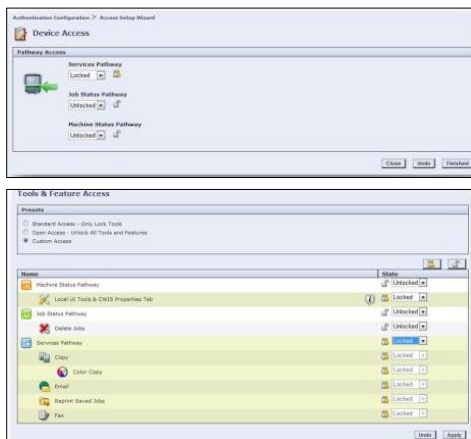 Authentication Configuration > Access Setup Wizard
Device Access
Pathway Access
Services Pathway
Locked
Job Status Pathway
Unlocked
Machine Status Pathway
Unlocked
Close Undo Finished
Tools & Feature Access
Presets
Standard Access - Only Lock Tools
Open Access - Unlock All Tools and Features
Custom Access
Name State
Machine Status Pathway Unlocked
Local UI Tools & CWIS Properties Tab Locked
Job Status Pathway Unlocked
Delete Jobs Unlocked
Services Pathway Locked
Copy Locked
Color Copy Locked
Email Locked
Reprint Saved Jobs Locked
Fax Locked
Undo Apply